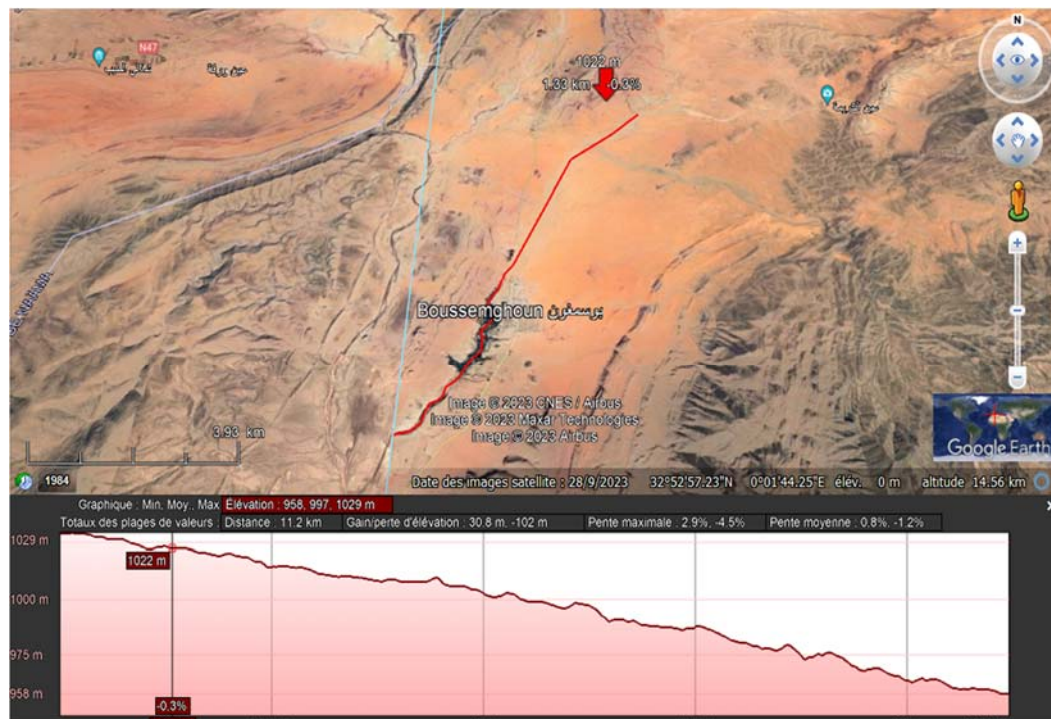 N47
N
1022 m
1.33 km -0.3%
Boussemghoun بوسمغون
Image © 2023 CNES / Airbus
Image © 2023 Maxar Technologies
Image © 2023 Airbus
3.93 km
Google Earth
1984
Date des images satellite : 28/9/2023 32°52'57.23"N 0°01'44.25"E élév. 0 m altitude 14.56 km
Graphique : Min, Moy., Max Élévation : 958, 997, 1029 m
Totaux des plages de valeurs : Distance : 11.2 km Gain/perte d'élévation : 30.8 m, -102 m Pente maximale : 2.9%, -4.5% Pente moyenne : 0.8%, -1.2%
1029 m
1022 m
1000 m
975 m
958 m
-0.3%